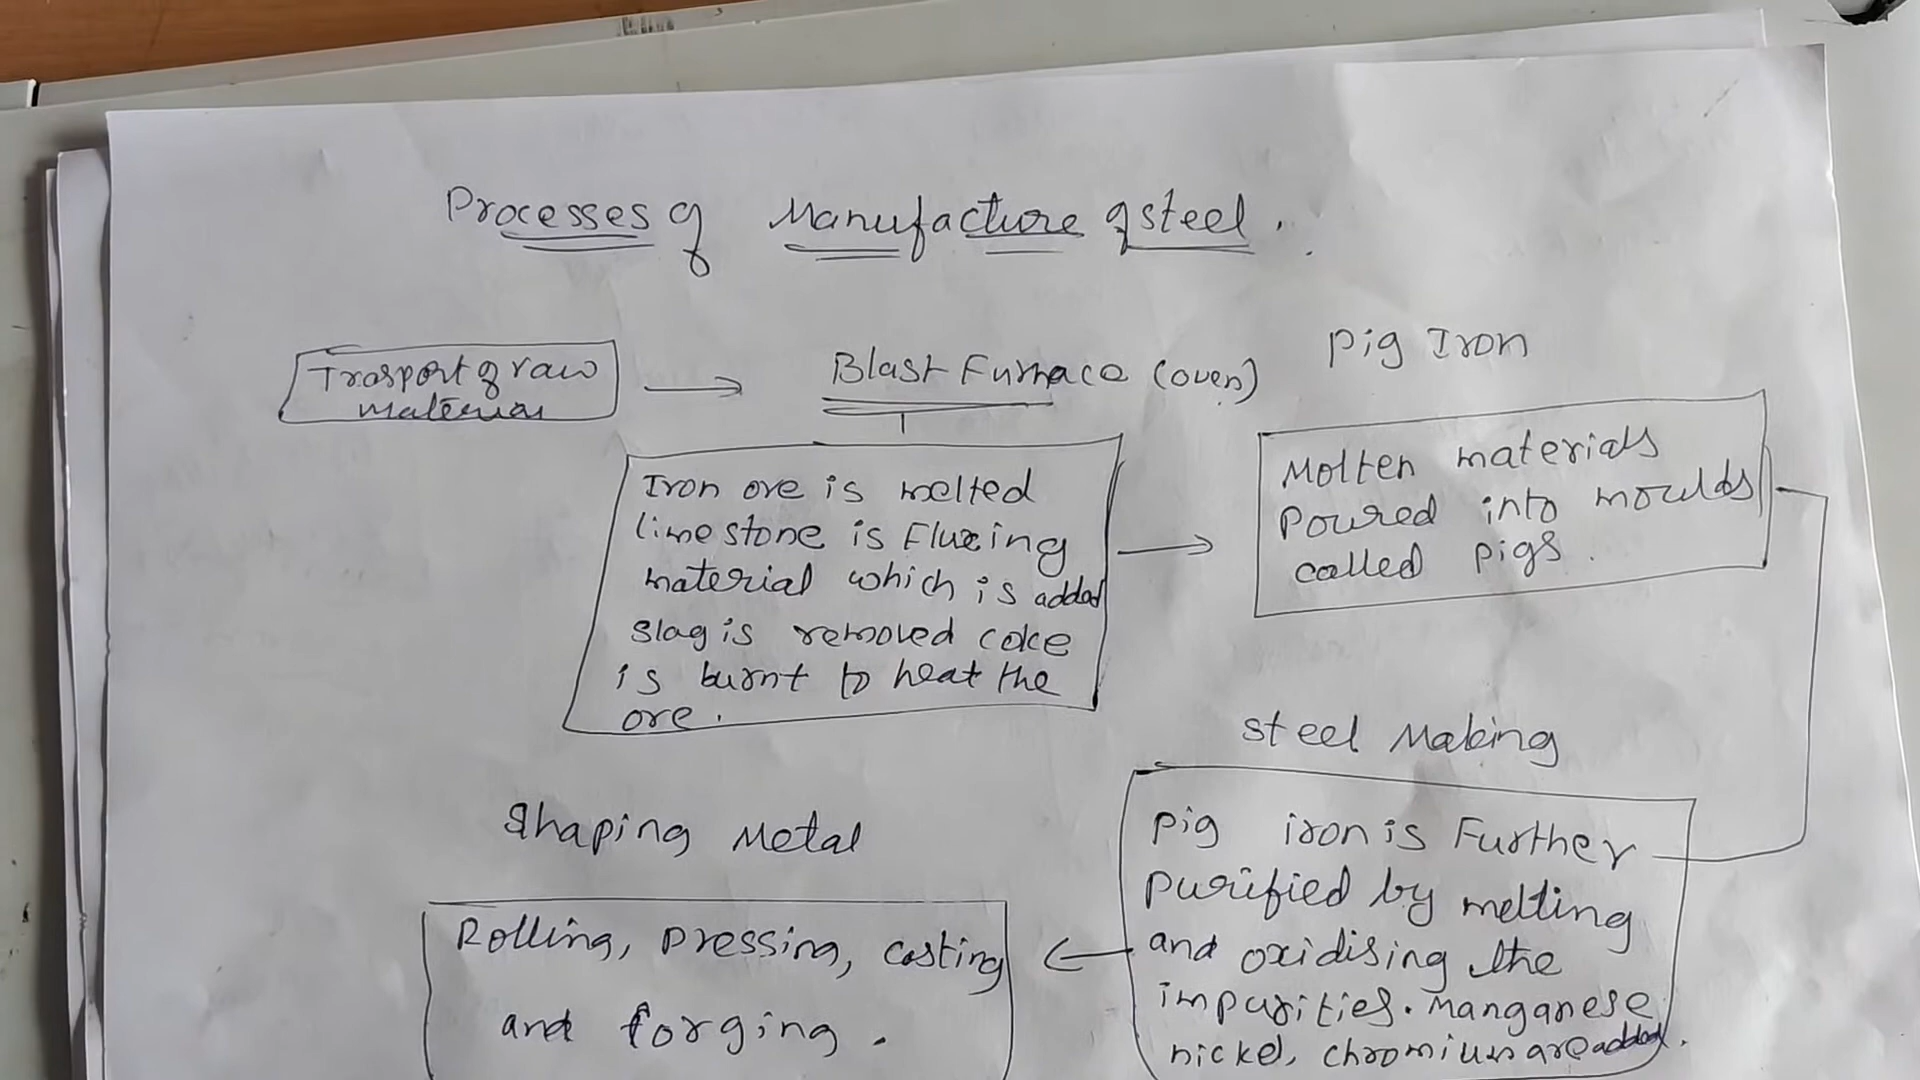 Processes of Manufacture of steel.
Trasport of raw
material
Blast Furnace (oven)
Iron ore is melted
limestone is Fluxing
material which is added
slag is removed coke
is burnt to heat the
ore.
Pig Iron
Molten materials
Poured into moulds
called pigs.
Steel Making
Pig iron is Further
purified by melting
and oxidising the
impurities. Manganese
nickel, chromium are added.
Shaping Metal
Rolling, pressing, casting
and forging.